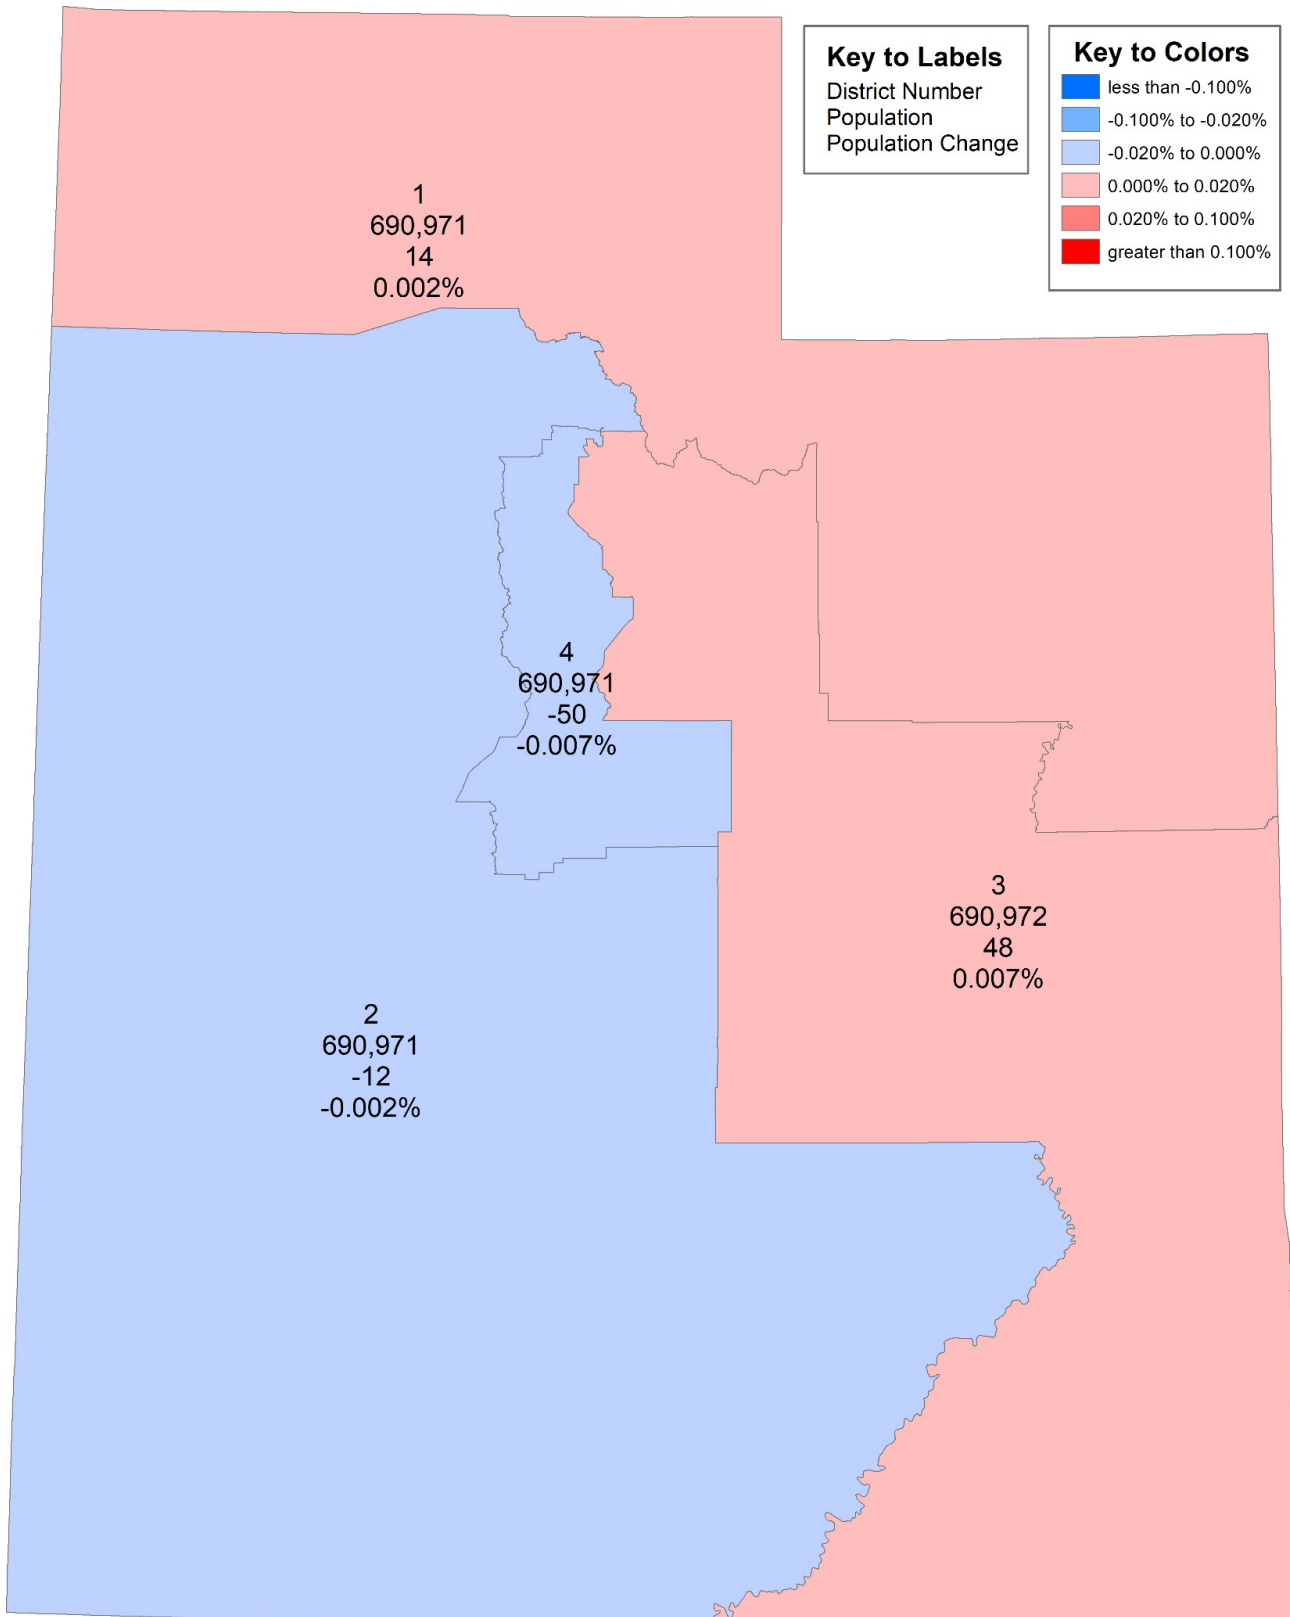 Key to Labels
District Number
Population
Population Change
Key to Colors
less than -0.100%
-0.100% to -0.020%
-0.020% to 0.000%
0.000% to 0.020%
0.020% to 0.100%
greater than 0.100%
1
690,971
14
0.002%
4
690,971
-50
-0.007%
3
690,972
48
0.007%
2
690,971
-12
-0.002%